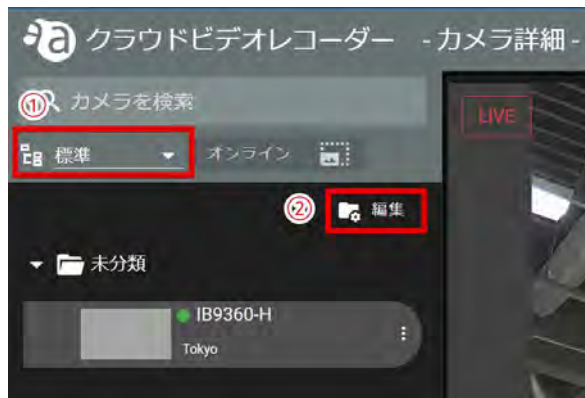 クラウドビデオレコーダー - カメラ詳細 -
① カメラを検索
LIVE
標準 オンライン
② 編集
未分類
IB9360-H
Tokyo